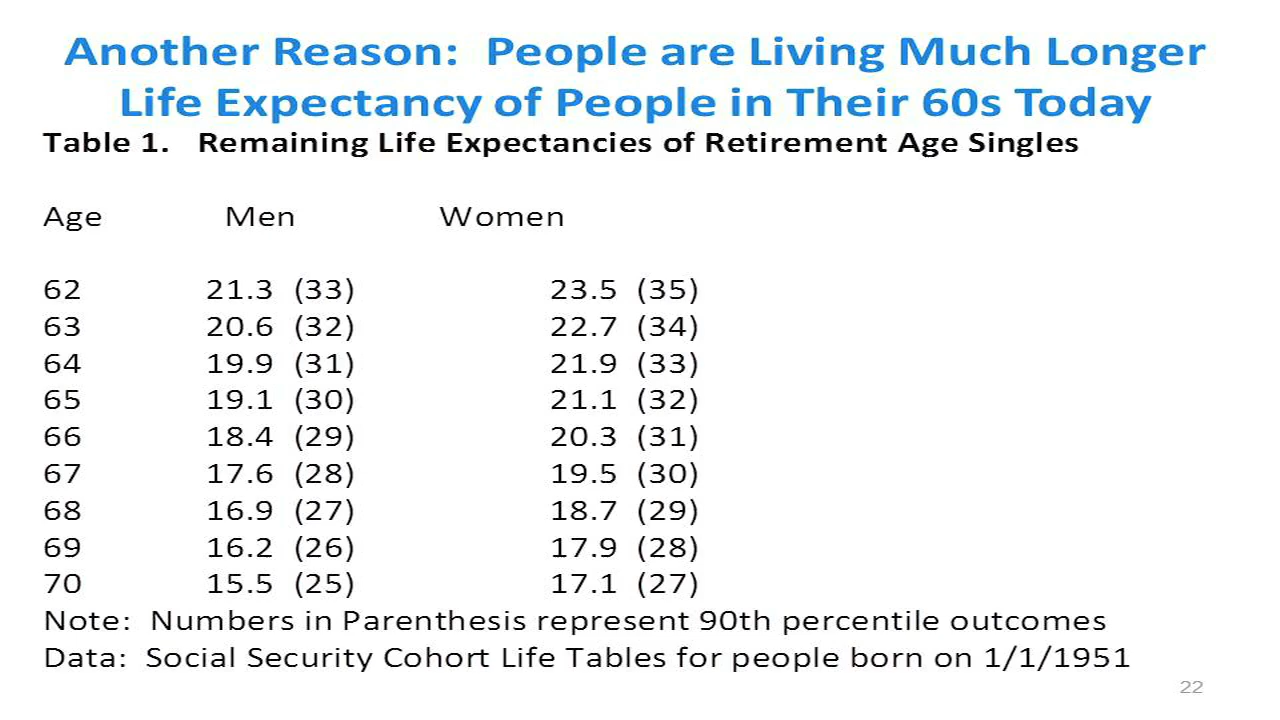 Another Reason: People are Living Much Longer
Life Expectancy of People in Their 60s Today
Table 1. Remaining Life Expectancies of Retirement Age Singles
Age Men Women
62 21.3 (33) 23.5 (35)
63 20.6 (32) 22.7 (34)
64 19.9 (31) 21.9 (33)
65 19.1 (30) 21.1 (32)
66 18.4 (29) 20.3 (31)
67 17.6 (28) 19.5 (30)
68 16.9 (27) 18.7 (29)
69 16.2 (26) 17.9 (28)
70 15.5 (25) 17.1 (27)
Note: Numbers in Parenthesis represent 90th percentile outcomes
Data: Social Security Cohort Life Tables for people born on 1/1/1951
22